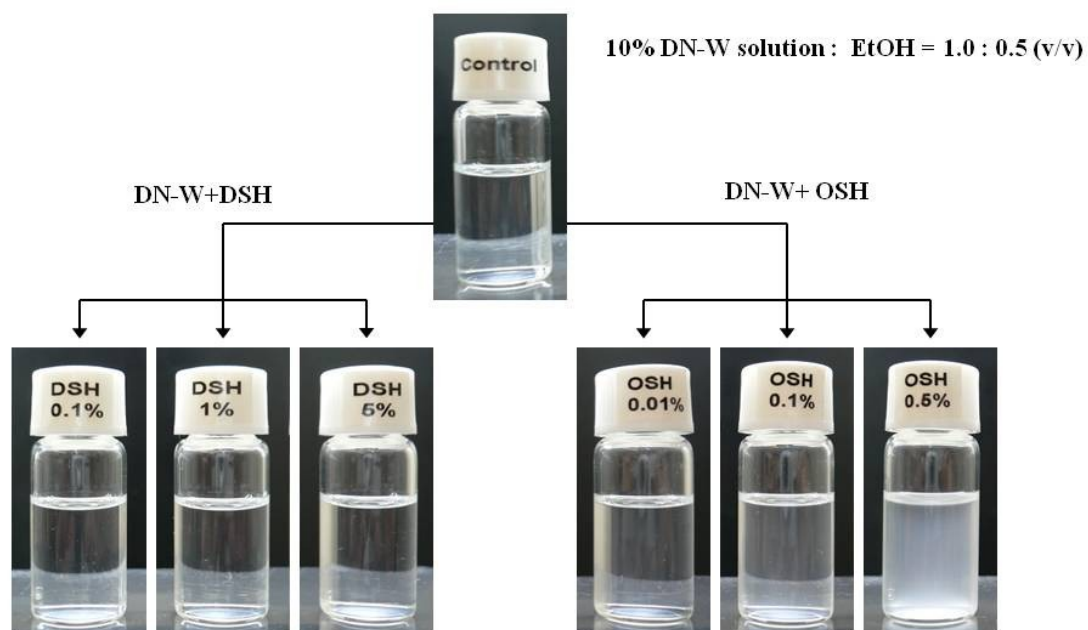 Control
10% DN-W solution : EtOH = 1.0 : 0.5 (v/v)
DN-W+DSH
DN-W+ OSH
DSH
0.1%
DSH
1%
DSH
5%
OSH
0.01%
OSH
0.1%
OSH
0.5%